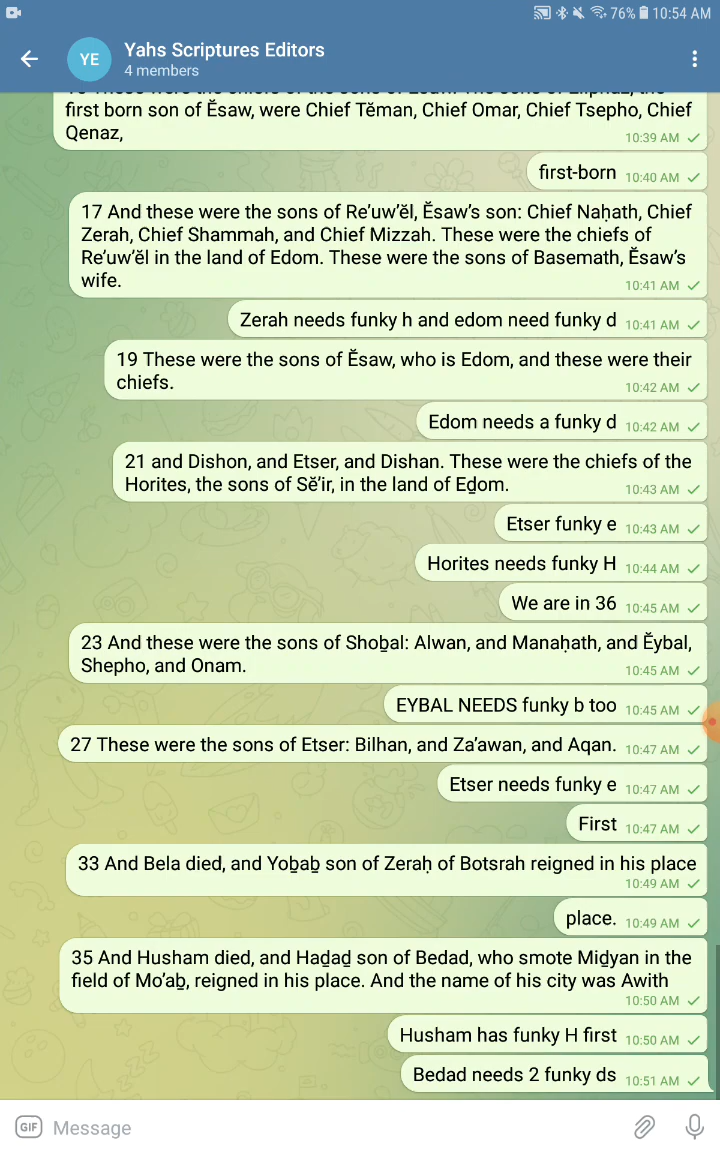 76% 10:54 AM
YE Yahs Scriptures Editors
4 members
first born son of Ĕsaw, were Chief Tĕman, Chief Omar, Chief Tsepho, Chief
Qenaz,
10:39 AM
first-born 10:40 AM
17 And these were the sons of Re’uw’ĕl, Ĕsaw’s son: Chief Naḥath, Chief
Zerah, Chief Shammah, and Chief Mizzah. These were the chiefs of
Re’uw’ĕl in the land of Edom. These were the sons of Basemath, Ĕsaw’s
wife.
10:41 AM
Zerah needs funky h and edom need funky d 10:41 AM
19 These were the sons of Ĕsaw, who is Edom, and these were their
chiefs.
10:42 AM
Edom needs a funky d 10:42 AM
21 and Dishon, and Etser, and Dishan. These were the chiefs of the
Horites, the sons of Sĕ’ir, in the land of Eḏom.
10:43 AM
Etser funky e 10:43 AM
Horites needs funky H 10:44 AM
We are in 36 10:45 AM
23 And these were the sons of Shoḇal: Alwan, and Manaḥath, and Ĕybal,
Shepho, and Onam.
10:45 AM
EYBAL NEEDS funky b too 10:45 AM
27 These were the sons of Etser: Bilhan, and Za’awan, and Aqan. 10:47 AM
Etser needs funky e 10:47 AM
First 10:47 AM
33 And Bela died, and Yoḇaḇ son of Zeraḥ of Botsrah reigned in his place
10:49 AM
place. 10:49 AM
35 And Husham died, and Haḏaḏ son of Bedad, who smote Miḏyan in the
field of Mo’aḇ, reigned in his place. And the name of his city was Awith
10:50 AM
Husham has funky H first 10:50 AM
Bedad needs 2 funky ds 10:51 AM
GIF Message